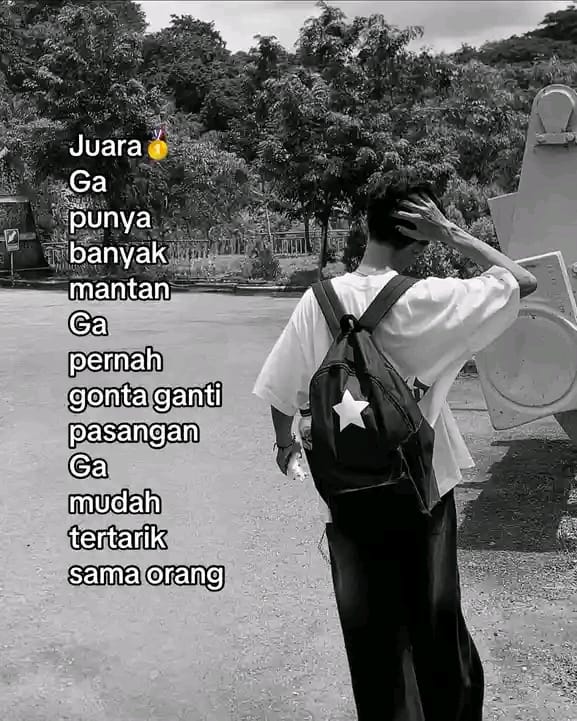 Juara🏅
Ga
punya
banyak
mantan
Ga
pernah
gonta ganti
pasangan
Ga
mudah
tertarik
sama orang